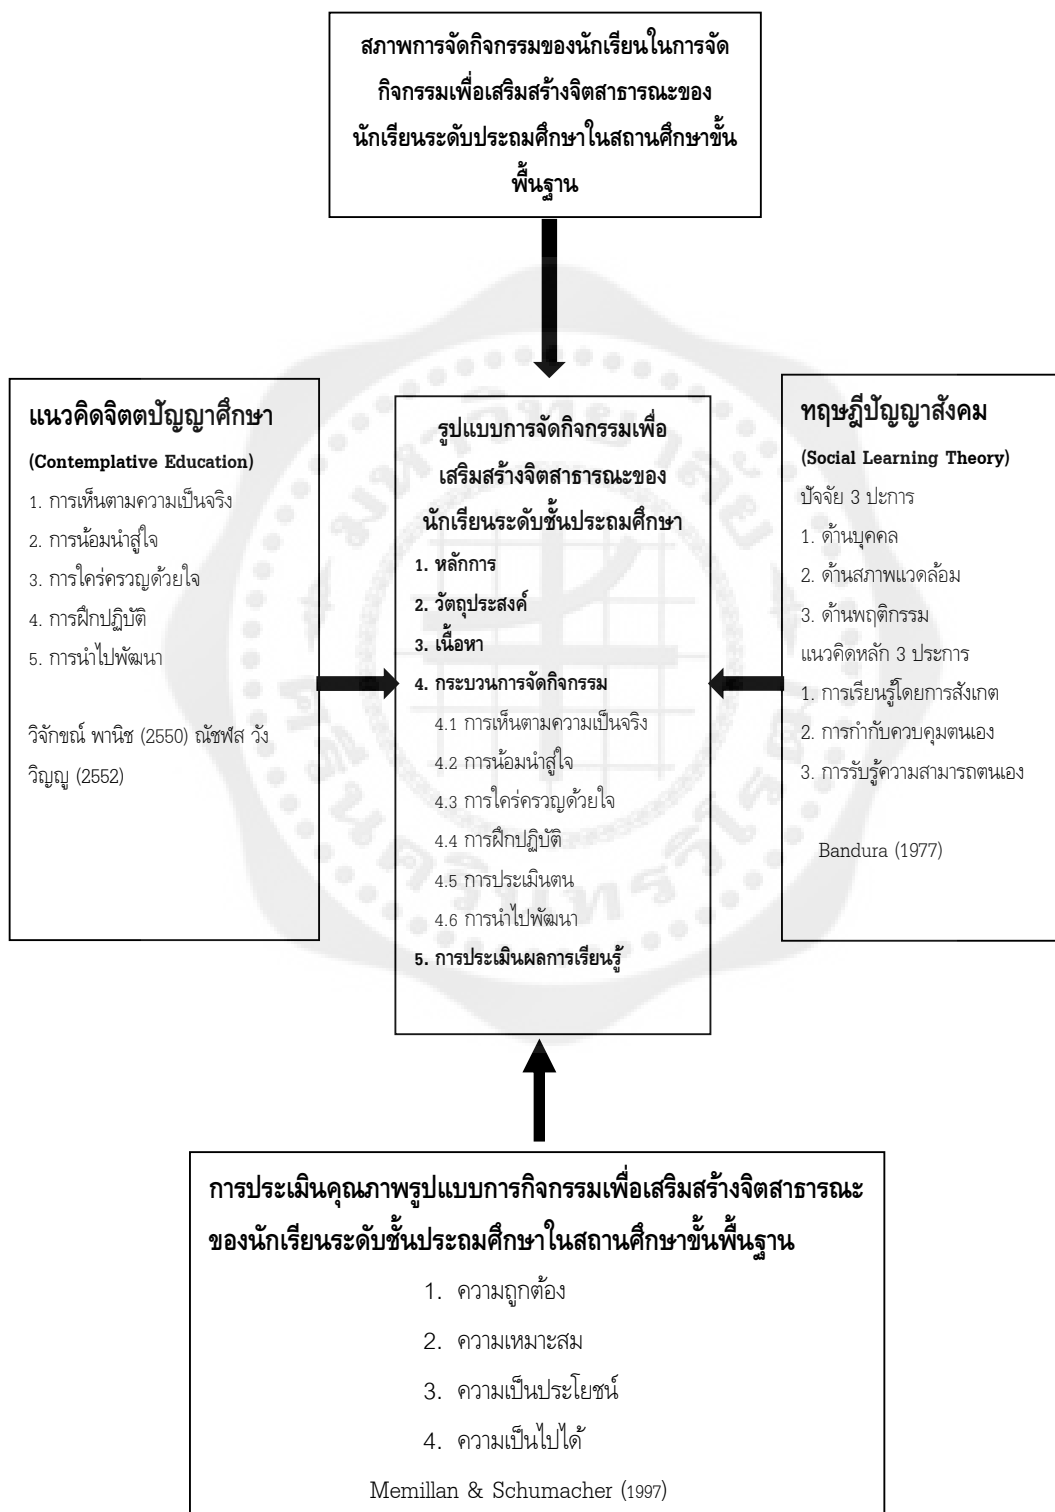 สภาพการจัดกิจกรรมของนักเรียนในการจัด
กิจกรรมเพื่อเสริมสร้างจิตสาธารณะของ
นักเรียนระดับประถมศึกษาในสถานศึกษาขั้น
พื้นฐาน
แนวคิดจิตตปัญญาศึกษา
(Contemplative Education)
1. การเห็นตามความเป็นจริง
2. การน้อมนำสู่ใจ
3. การใคร่ครวญด้วยใจ
4. การฝึกปฏิบัติ
5. การนำไปพัฒนา
วิจักขณ์ พานิช (2550) ณัชฬส วัง
วิญญู (2552)
รูปแบบการจัดกิจกรรมเพื่อ
เสริมสร้างจิตสาธารณะของ
นักเรียนระดับชั้นประถมศึกษา
1. หลักการ
2. วัตถุประสงค์
3. เนื้อหา
4. กระบวนการจัดกิจกรรม
4.1 การเห็นตามความเป็นจริง
4.2 การน้อมนำสู่ใจ
4.3 การใคร่ครวญด้วยใจ
4.4 การฝึกปฏิบัติ
4.5 การประเมินตน
4.6 การนำไปพัฒนา
5. การประเมินผลการเรียนรู้
ทฤษฎีปัญญาสังคม
(Social Learning Theory)
ปัจจัย 3 ปะการ
1. ด้านบุคคล
2. ด้านสภาพแวดล้อม
3. ด้านพฤติกรรม
แนวคิดหลัก 3 ประการ
1. การเรียนรู้โดยการสังเกต
2. การกำกับควบคุมตนเอง
3. การรับรู้ความสามารถตนเอง
Bandura (1977)
การประเมินคุณภาพรูปแบบการกิจกรรมเพื่อเสริมสร้างจิตสาธารณะ
ของนักเรียนระดับชั้นประถมศึกษาในสถานศึกษาขั้นพื้นฐาน
1. ความถูกต้อง
2. ความเหมาะสม
3. ความเป็นประโยชน์
4. ความเป็นไปได้
Memillan & Schumacher (1997)
มหาวิทยาลัย
ศรีนครินทรวิโรฒ